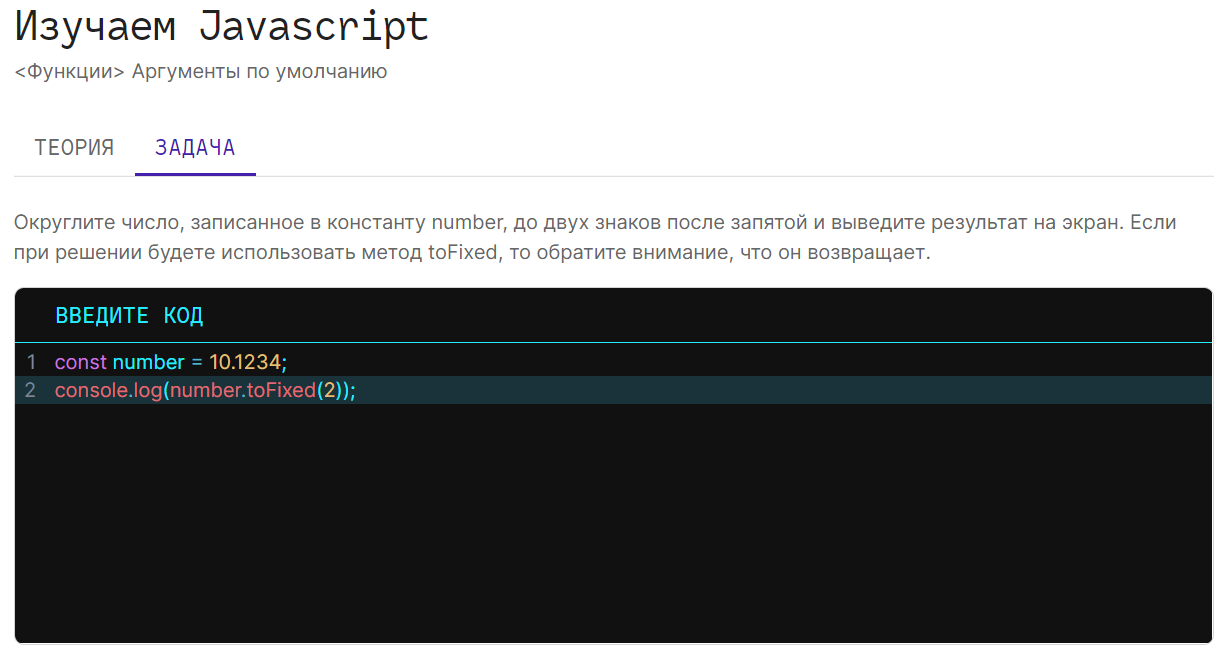 Изучаем Javascript
<Функции> Аргументы по умолчанию
ТЕОРИЯ ЗАДАЧА
Округлите число, записанное в константу number, до двух знаков после запятой и выведите результат на экран. Если
при решении будете использовать метод toFixed, то обратите внимание, что он возвращает.
ВВЕДИТЕ КОД
1 const number = 10.1234;
2 console.log(number.toFixed(2));